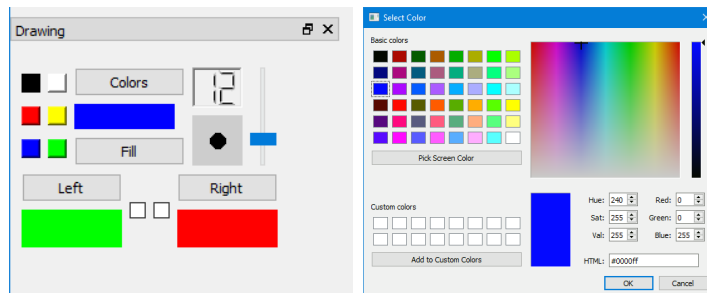 Drawing
Colors
12
Fill
Left
Right
Select Color
Basic colors
Pick Screen Color
Custom colors
Add to Custom Colors
Hue: 240
Red: 0
Sat: 255
Green: 0
Val: 255
Blue: 255
HTML: #0000ff
OK
Cancel